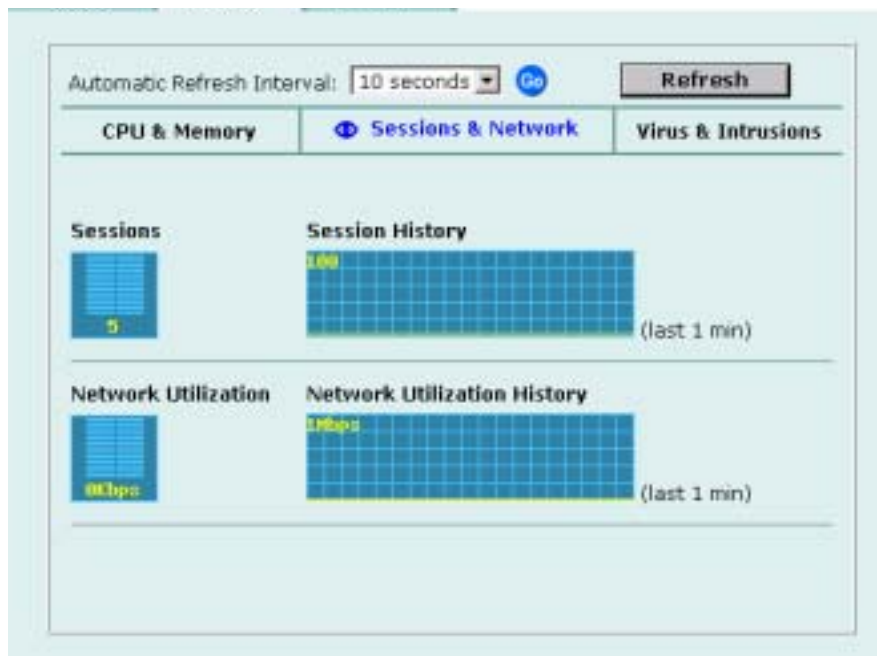 Automatic Refresh Interval: 10 seconds Go Refresh
CPU & Memory Sessions & Network Virus & Intrusions
Sessions Session History
100
5 (last 1 min)
Network Utilization Network Utilization History
1Mbps
0Kbps (last 1 min)